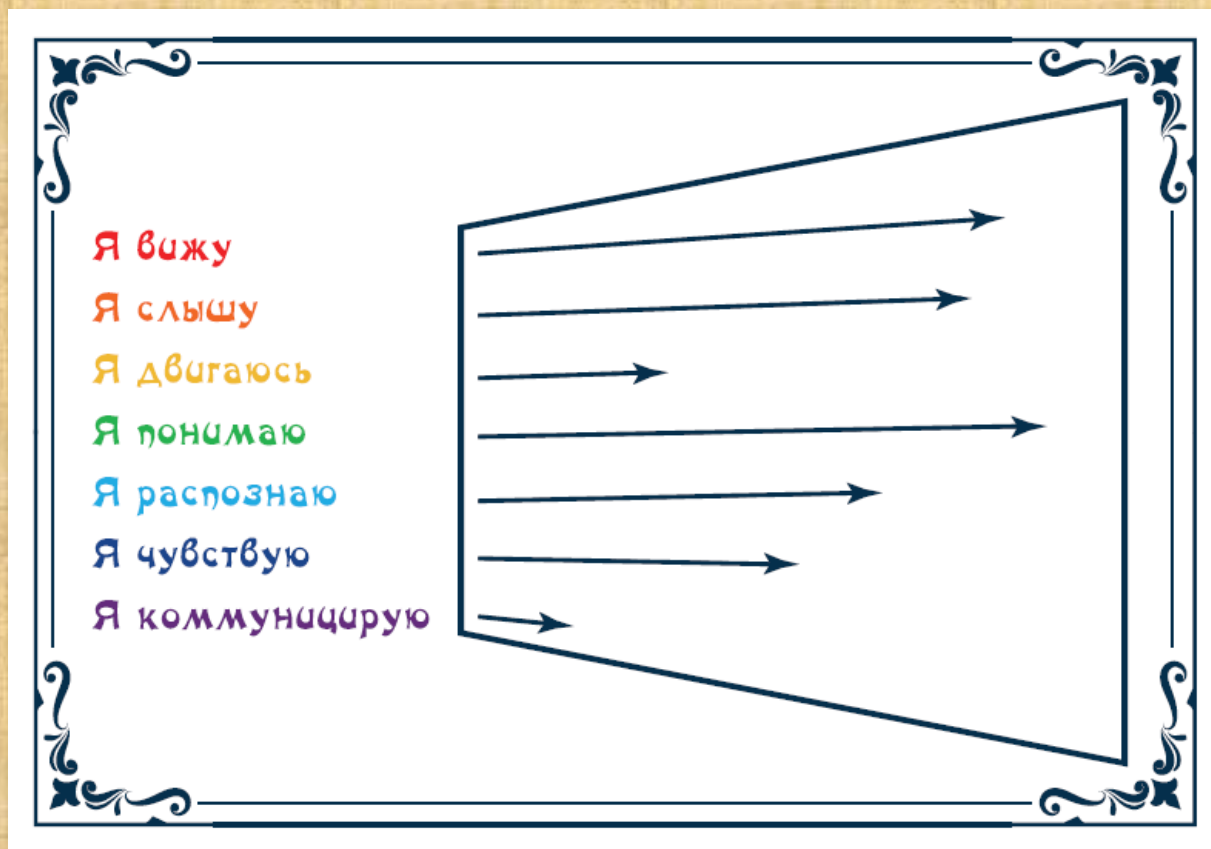 Я вижу
Я слышу
Я двигаюсь
Я понимаю
Я распознаю
Я чувствую
Я коммуницирую